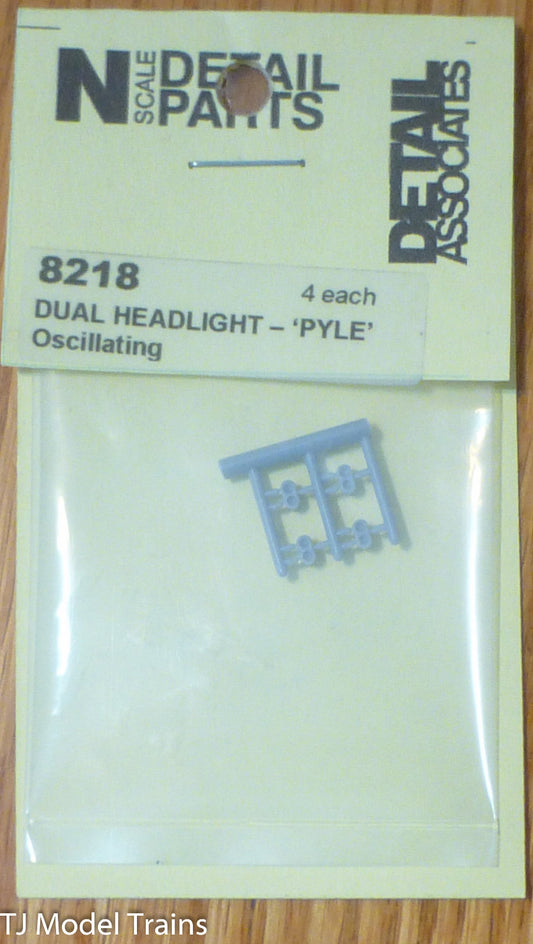 N SCALE DETAIL
PARTS
DETAIL
ASSOCIATES
8218
4 each
DUAL HEADLIGHT – ‘PYLE’
Oscillating
TJ Model Trains